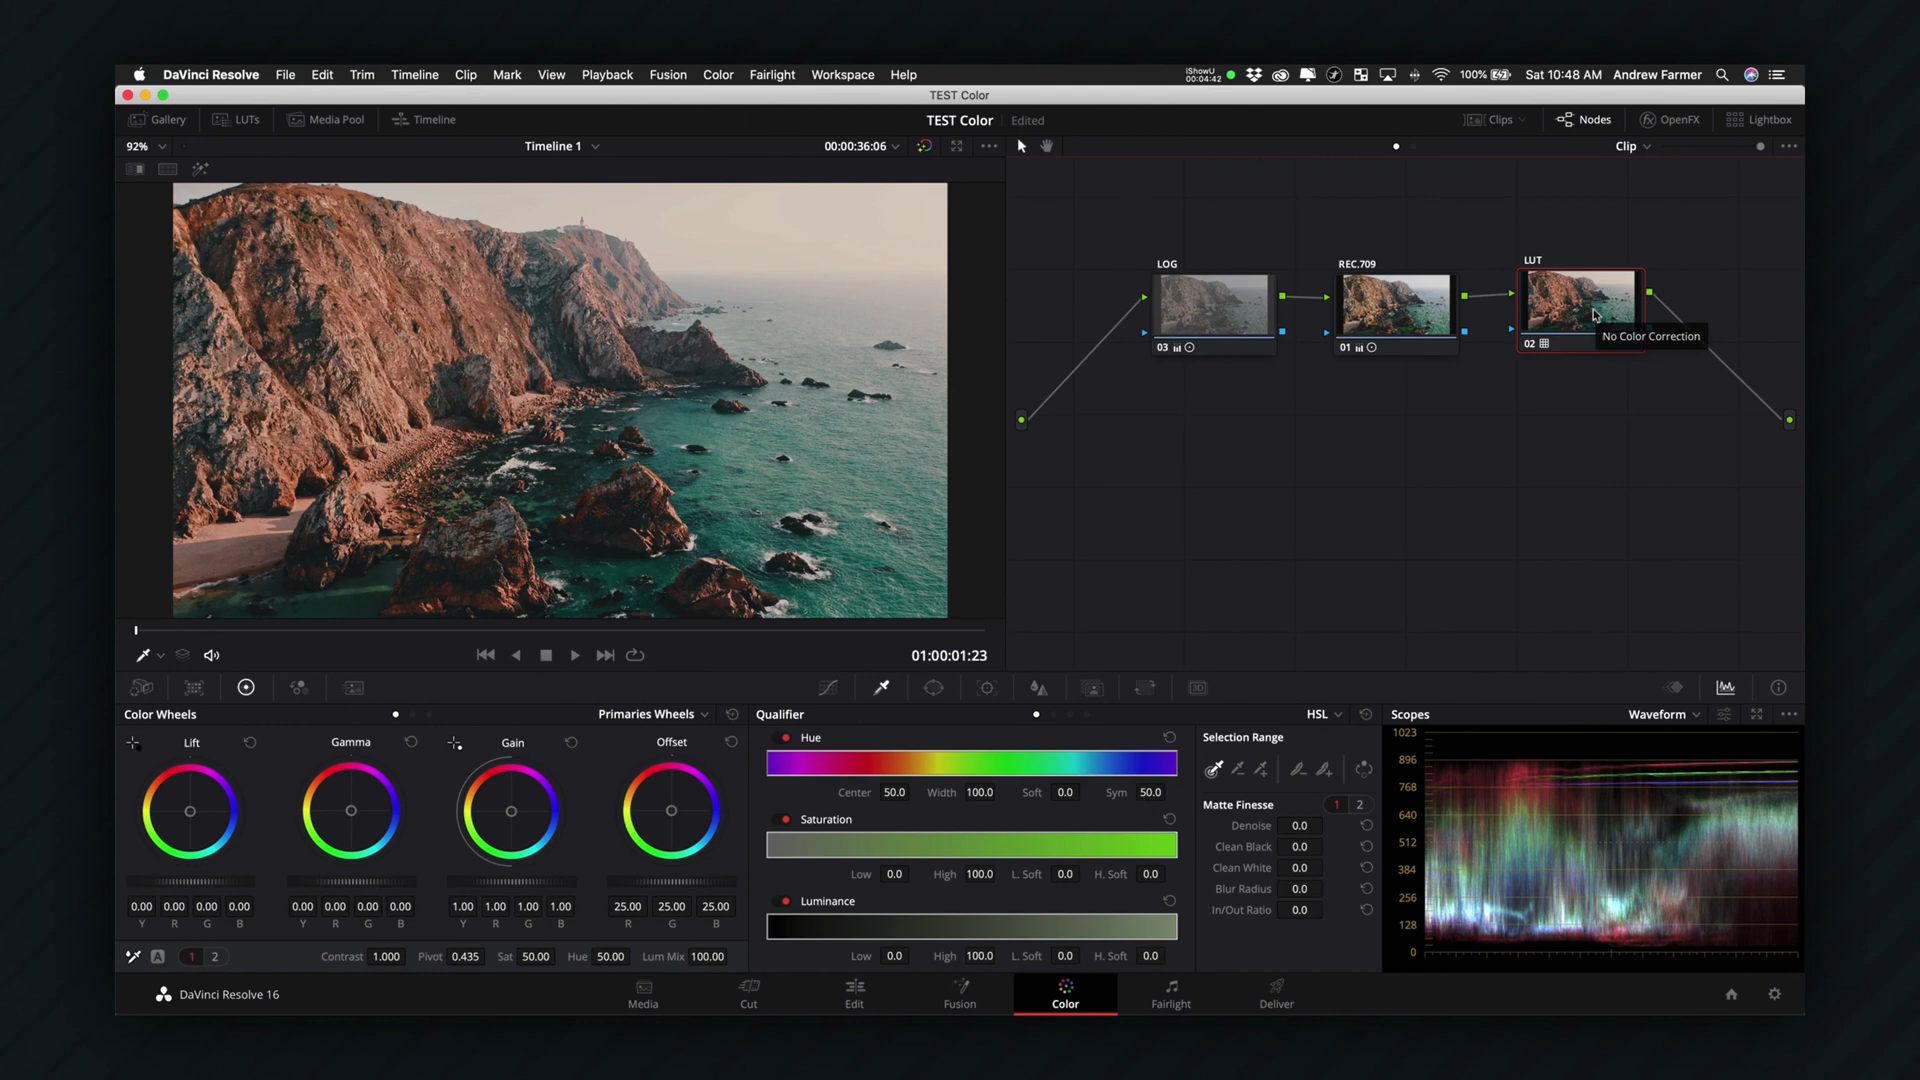 DaVinci Resolve File Edit Trim Timeline Clip Mark View Playback Fusion Color Fairlight Workspace Help iShowU 00:04:42 100% Sat 10:48 AM Andrew Farmer
TEST Color
Gallery LUTs Media Pool Timeline TEST Color Edited Clips Nodes OpenFX Lightbox
92% Timeline 1 00:00:36:06 Clip
LOG REC.709 LUT
No Color Correction
03 01 02
01:00:01:23
3D
Color Wheels Primaries Wheels Qualifier HSL Scopes Waveform
Lift Gamma Gain Offset
Hue
Center 50.0 Width 100.0 Soft 0.0 Sym 50.0
Saturation
Low 0.0 High 100.0 L. Soft 0.0 H. Soft 0.0
Luminance
Low 0.0 High 100.0 L. Soft 0.0 H. Soft 0.0
Selection Range
Matte Finesse 1 2
Denoise 0.0
Clean Black 0.0
Clean White 0.0
Blur Radius 0.0
In/Out Ratio 0.0
1023
896
768
640
512
384
256
128
0
0.00 0.00 0.00 0.00 0.00 0.00 0.00 0.00 1.00 1.00 1.00 1.00 25.00 25.00 25.00
Y R G B Y R G B Y R G B R G B
A 1 2 Contrast 1.000 Pivot 0.435 Sat 50.00 Hue 50.00 Lum Mix 100.00
DaVinci Resolve 16 Media Cut Edit Fusion Color Fairlight Deliver